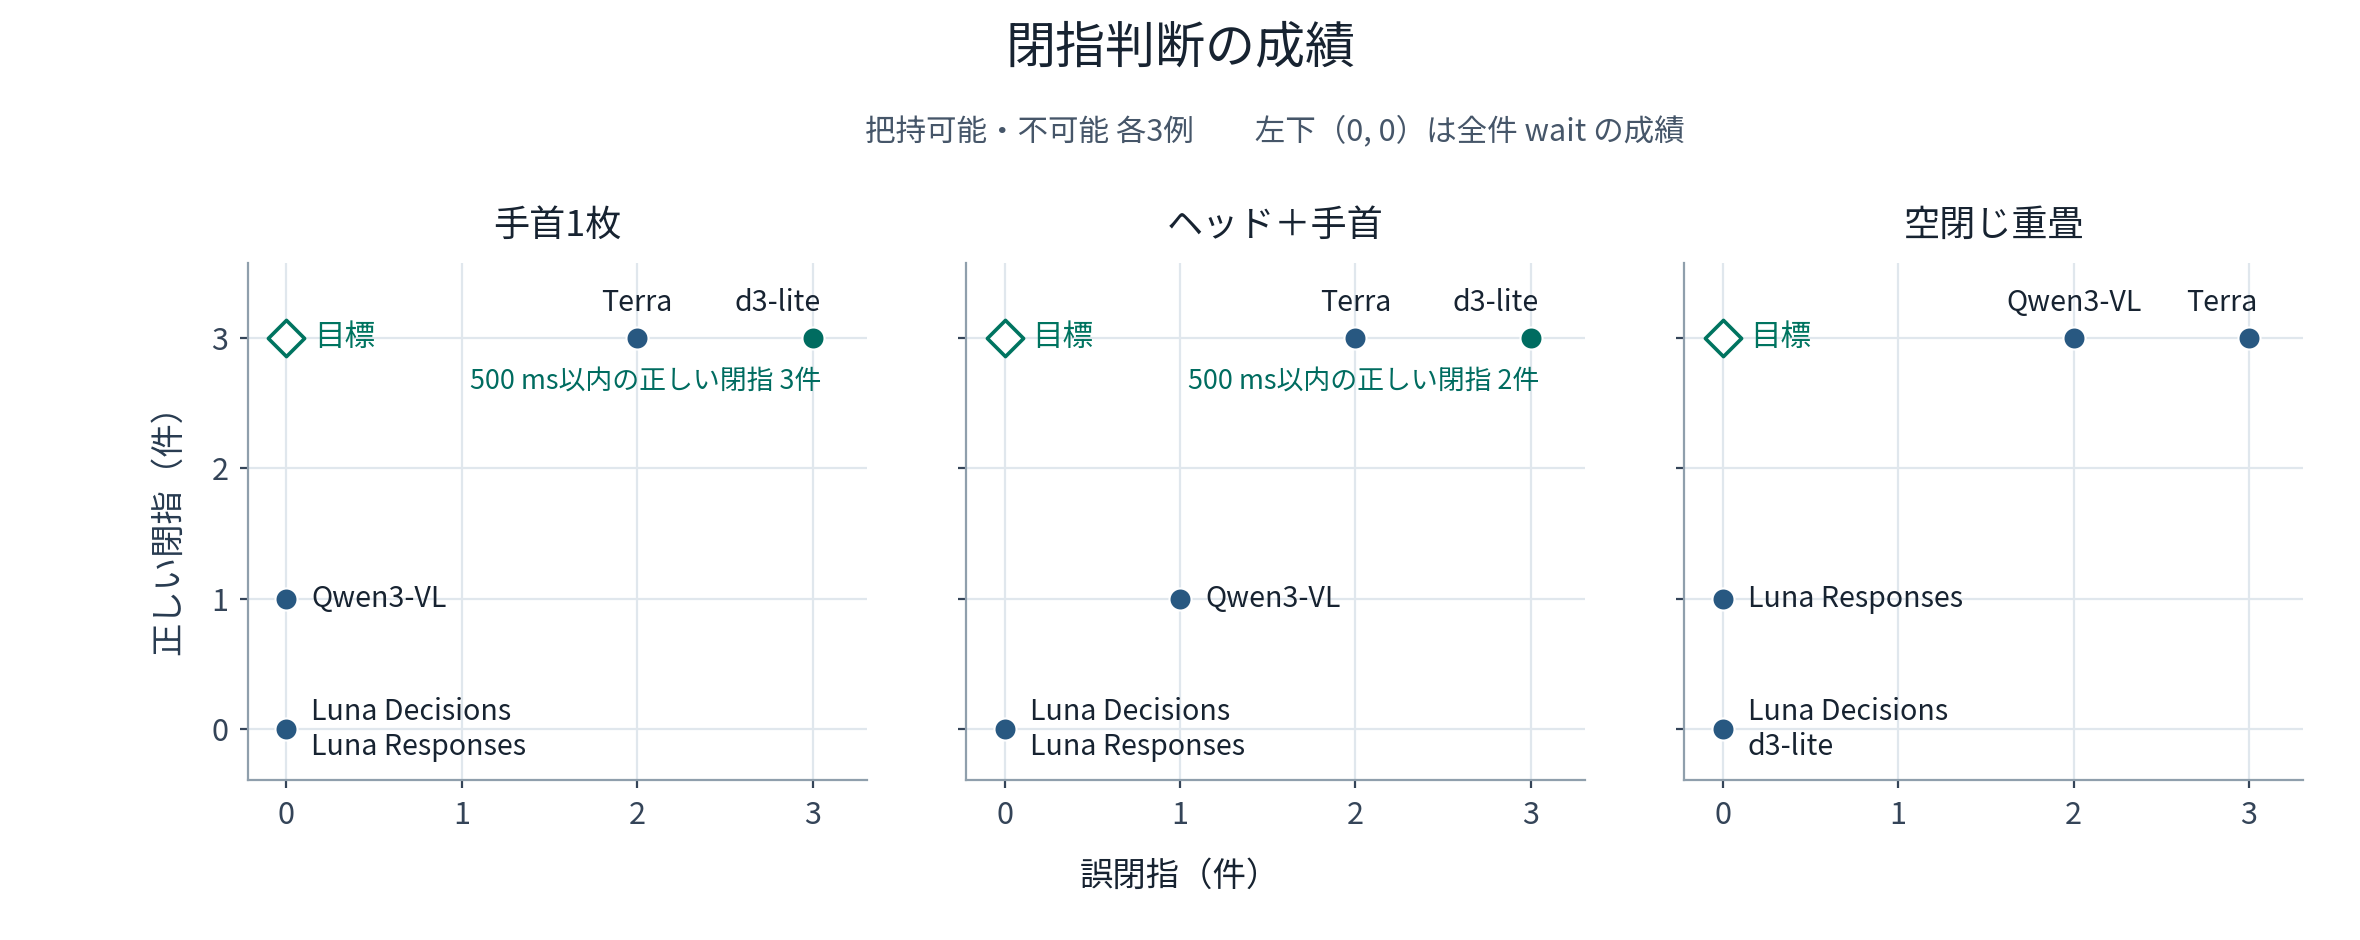 閉指判断の成績
把持可能・不可能 各3例　　左下（0, 0）は全件 wait の成績
手首1枚
ヘッド＋手首
空閉じ重畳
正しい閉指（件）
3
2
1
0
目標
Terra
d3-lite
500 ms以内の正しい閉指 3件
Qwen3-VL
Luna Decisions
Luna Responses
0 1 2 3
目標
Terra
d3-lite
500 ms以内の正しい閉指 2件
Qwen3-VL
Luna Decisions
Luna Responses
0 1 2 3
目標
Qwen3-VL
Terra
Luna Responses
Luna Decisions
d3-lite
0 1 2 3
誤閉指（件）